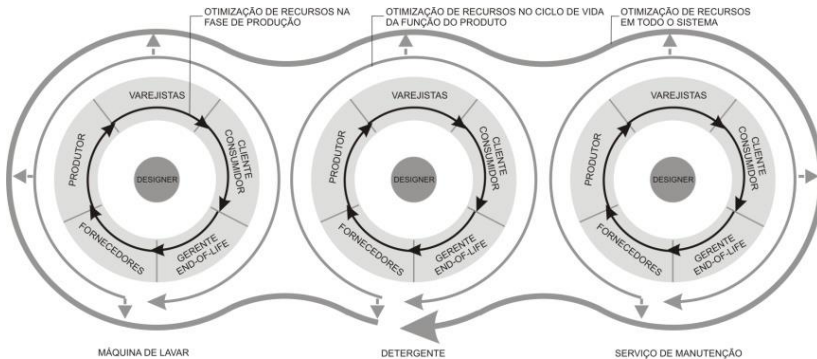 OTIMIZAÇÃO DE RECURSOS NA
FASE DE PRODUÇÃO
OTIMIZAÇÃO DE RECURSOS NO CICLO DE VIDA
DA FUNÇÃO DO PRODUTO
OTIMIZAÇÃO DE RECURSOS
EM TODO O SISTEMA
VAREJISTAS
CLIENTE
CONSUMIDOR
GERENTE
END-OF-LIFE
FORNECEDORES
PRODUTOR
DESIGNER
VAREJISTAS
CLIENTE
CONSUMIDOR
GERENTE
END-OF-LIFE
FORNECEDORES
PRODUTOR
DESIGNER
VAREJISTAS
CLIENTE
CONSUMIDOR
GERENTE
END-OF-LIFE
FORNECEDORES
PRODUTOR
DESIGNER
MÁQUINA DE LAVAR
DETERGENTE
SERVIÇO DE MANUTENÇÃO